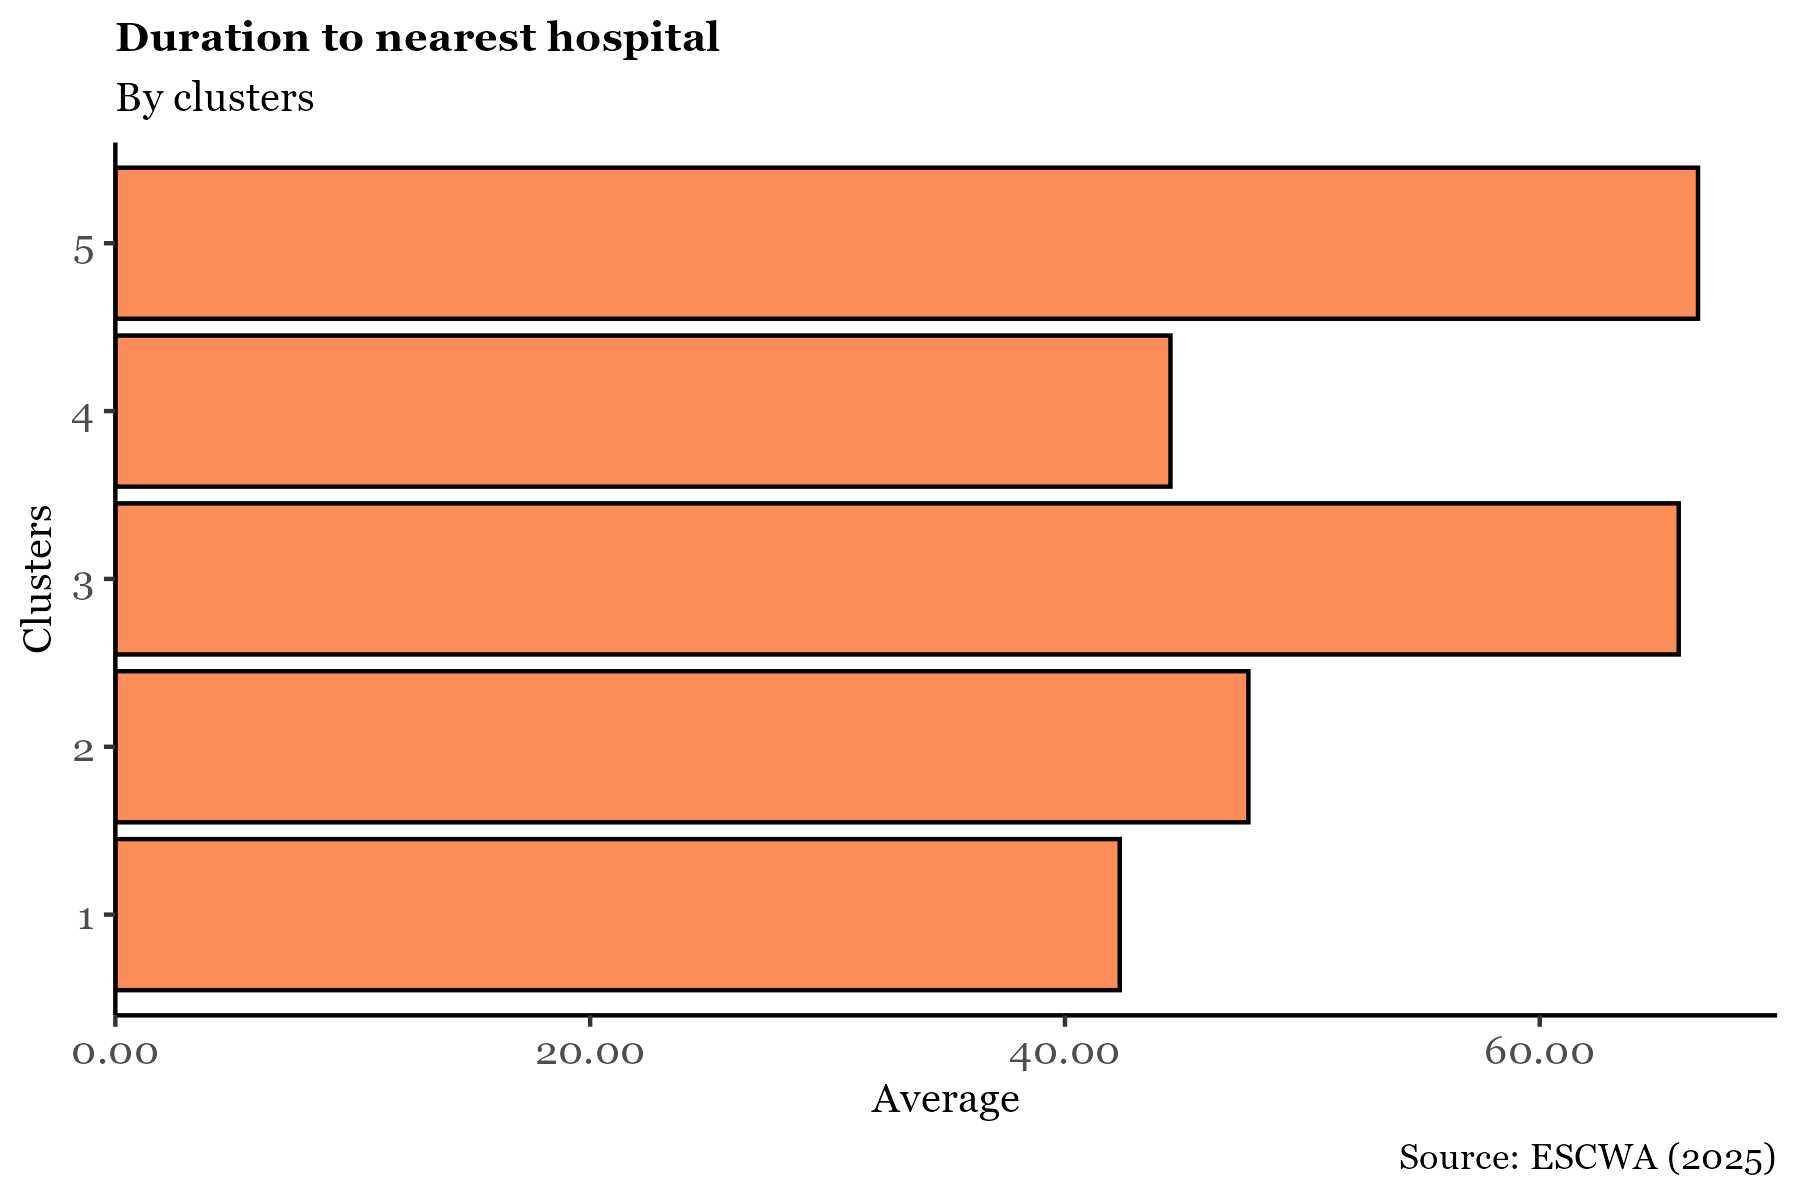 Duration to nearest hospital
By clusters
5
4
3
2
1
Clusters
0.00 20.00 40.00 60.00
Average
Source: ESCWA (2025)